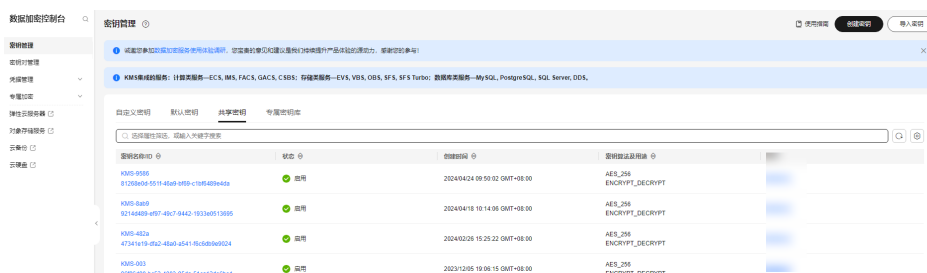 数据加密控制台
密钥管理
密钥对管理
凭据管理
专属加密
弹性云服务器
对象存储服务
云备份
云硬盘
密钥管理
使用指南
创建密钥
导入密钥
诚邀您参加数据加密服务使用体验调研，您宝贵的意见和建议是我们持续提升产品体验的源动力，感谢您的参与！
KMS集成的服务：计算类服务—ECS, IMS, FACS, GACS, CSBS；存储类服务—EVS, VBS, OBS, SFS, SFS Turbo；数据库类服务—MySQL, PostgreSQL, SQL Server, DDS。
自定义密钥 默认密钥 共享密钥 专属密钥库
选择属性筛选，或输入关键字搜索
密钥名称/ID 状态 创建时间 密钥算法及用途
KMS-9586
81268e0d-551f-46a9-bf69-c1bf6489e4da
启用
2024/04/24 09:50:02 GMT+08:00
AES_256
ENCRYPT_DECRYPT
KMS-8ab9
9214d489-ef97-49c7-9442-1933e0513695
启用
2024/04/18 10:14:06 GMT+08:00
AES_256
ENCRYPT_DECRYPT
KMS-482a
47341e19-dfa2-48a0-a541-f6c6db9e9024
启用
2024/02/26 15:25:22 GMT+08:00
AES_256
ENCRYPT_DECRYPT
KMS-003
启用
2023/12/05 19:06:15 GMT+08:00
AES_256
ENCRYPT_DECRYPT